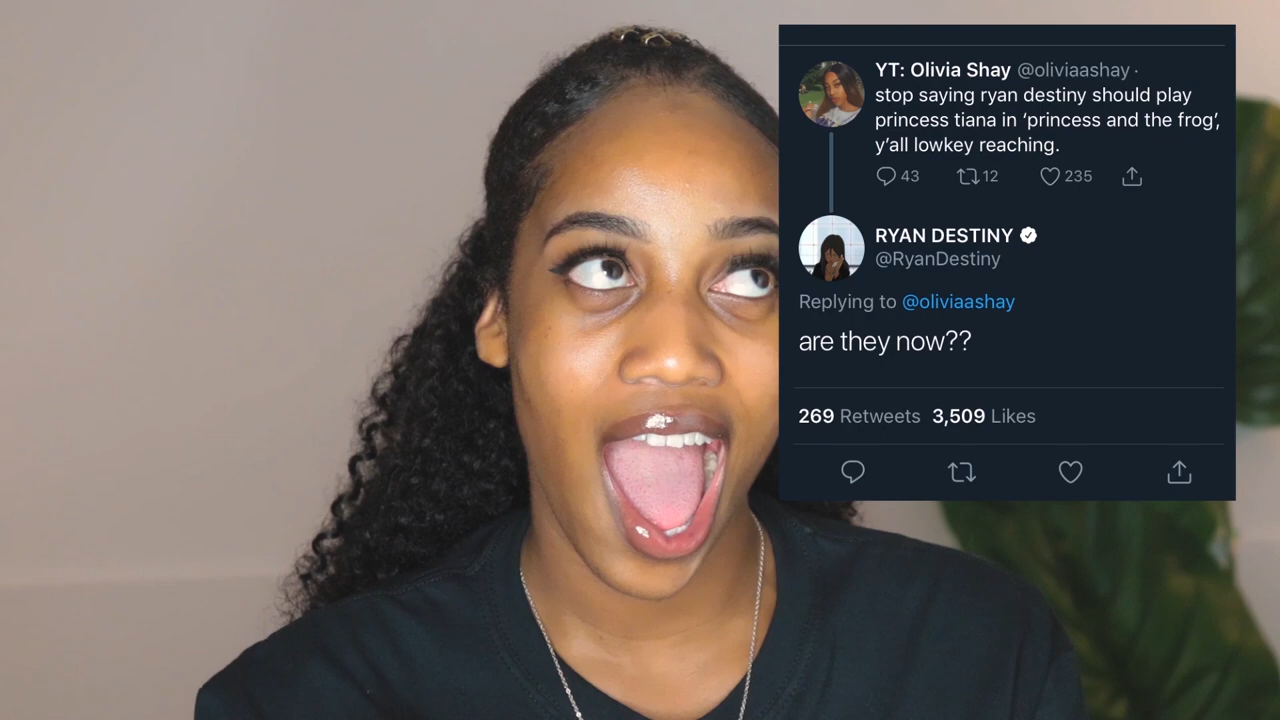 YT: Olivia Shay @oliviaashay ·
stop saying ryan destiny should play
princess tiana in ‘princess and the frog’,
y’all lowkey reaching.
43 12 235
RYAN DESTINY
@RyanDestiny
Replying to @oliviaashay
are they now??
269 Retweets 3,509 Likes